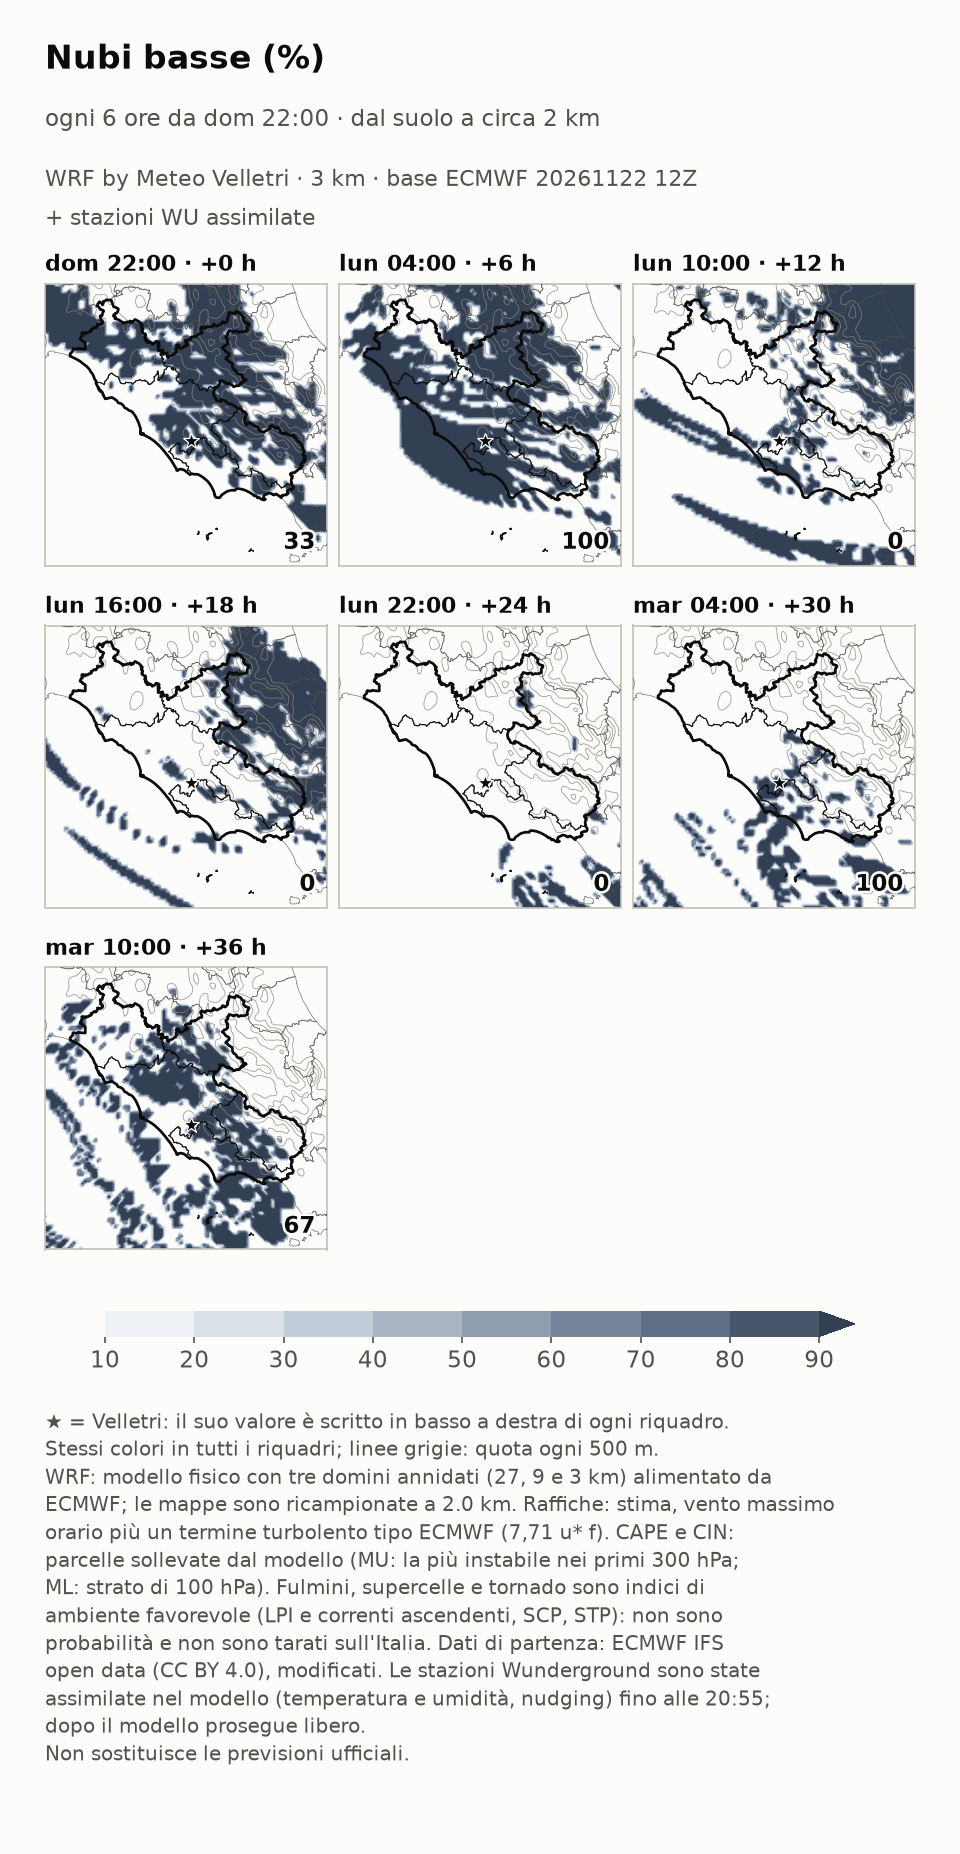 Nubi basse (%)
ogni 6 ore da dom 22:00 · dal suolo a circa 2 km
WRF by Meteo Velletri · 3 km · base ECMWF 20261122 12Z
+ stazioni WU assimilate
dom 22:00 · +0 h
lun 04:00 · +6 h
lun 10:00 · +12 h
33
100
0
lun 16:00 · +18 h
lun 22:00 · +24 h
mar 04:00 · +30 h
0
0
100
mar 10:00 · +36 h
67
10 20 30 40 50 60 70 80 90
★ = Velletri: il suo valore è scritto in basso a destra di ogni riquadro.
Stessi colori in tutti i riquadri; linee grigie: quota ogni 500 m.
WRF: modello fisico con tre domini annidati (27, 9 e 3 km) alimentato da
ECMWF; le mappe sono ricampionate a 2.0 km. Raffiche: stima, vento massimo
orario più un termine turbolento tipo ECMWF (7,71 u* f). CAPE e CIN:
parcelle sollevate dal modello (MU: la più instabile nei primi 300 hPa;
ML: strato di 100 hPa). Fulmini, supercelle e tornado sono indici di
ambiente favorevole (LPI e correnti ascendenti, SCP, STP): non sono
probabilità e non sono tarati sull'Italia. Dati di partenza: ECMWF IFS
open data (CC BY 4.0), modificati. Le stazioni Wunderground sono state
assimilate nel modello (temperatura e umidità, nudging) fino alle 20:55;
dopo il modello prosegue libero.
Non sostituisce le previsioni ufficiali.